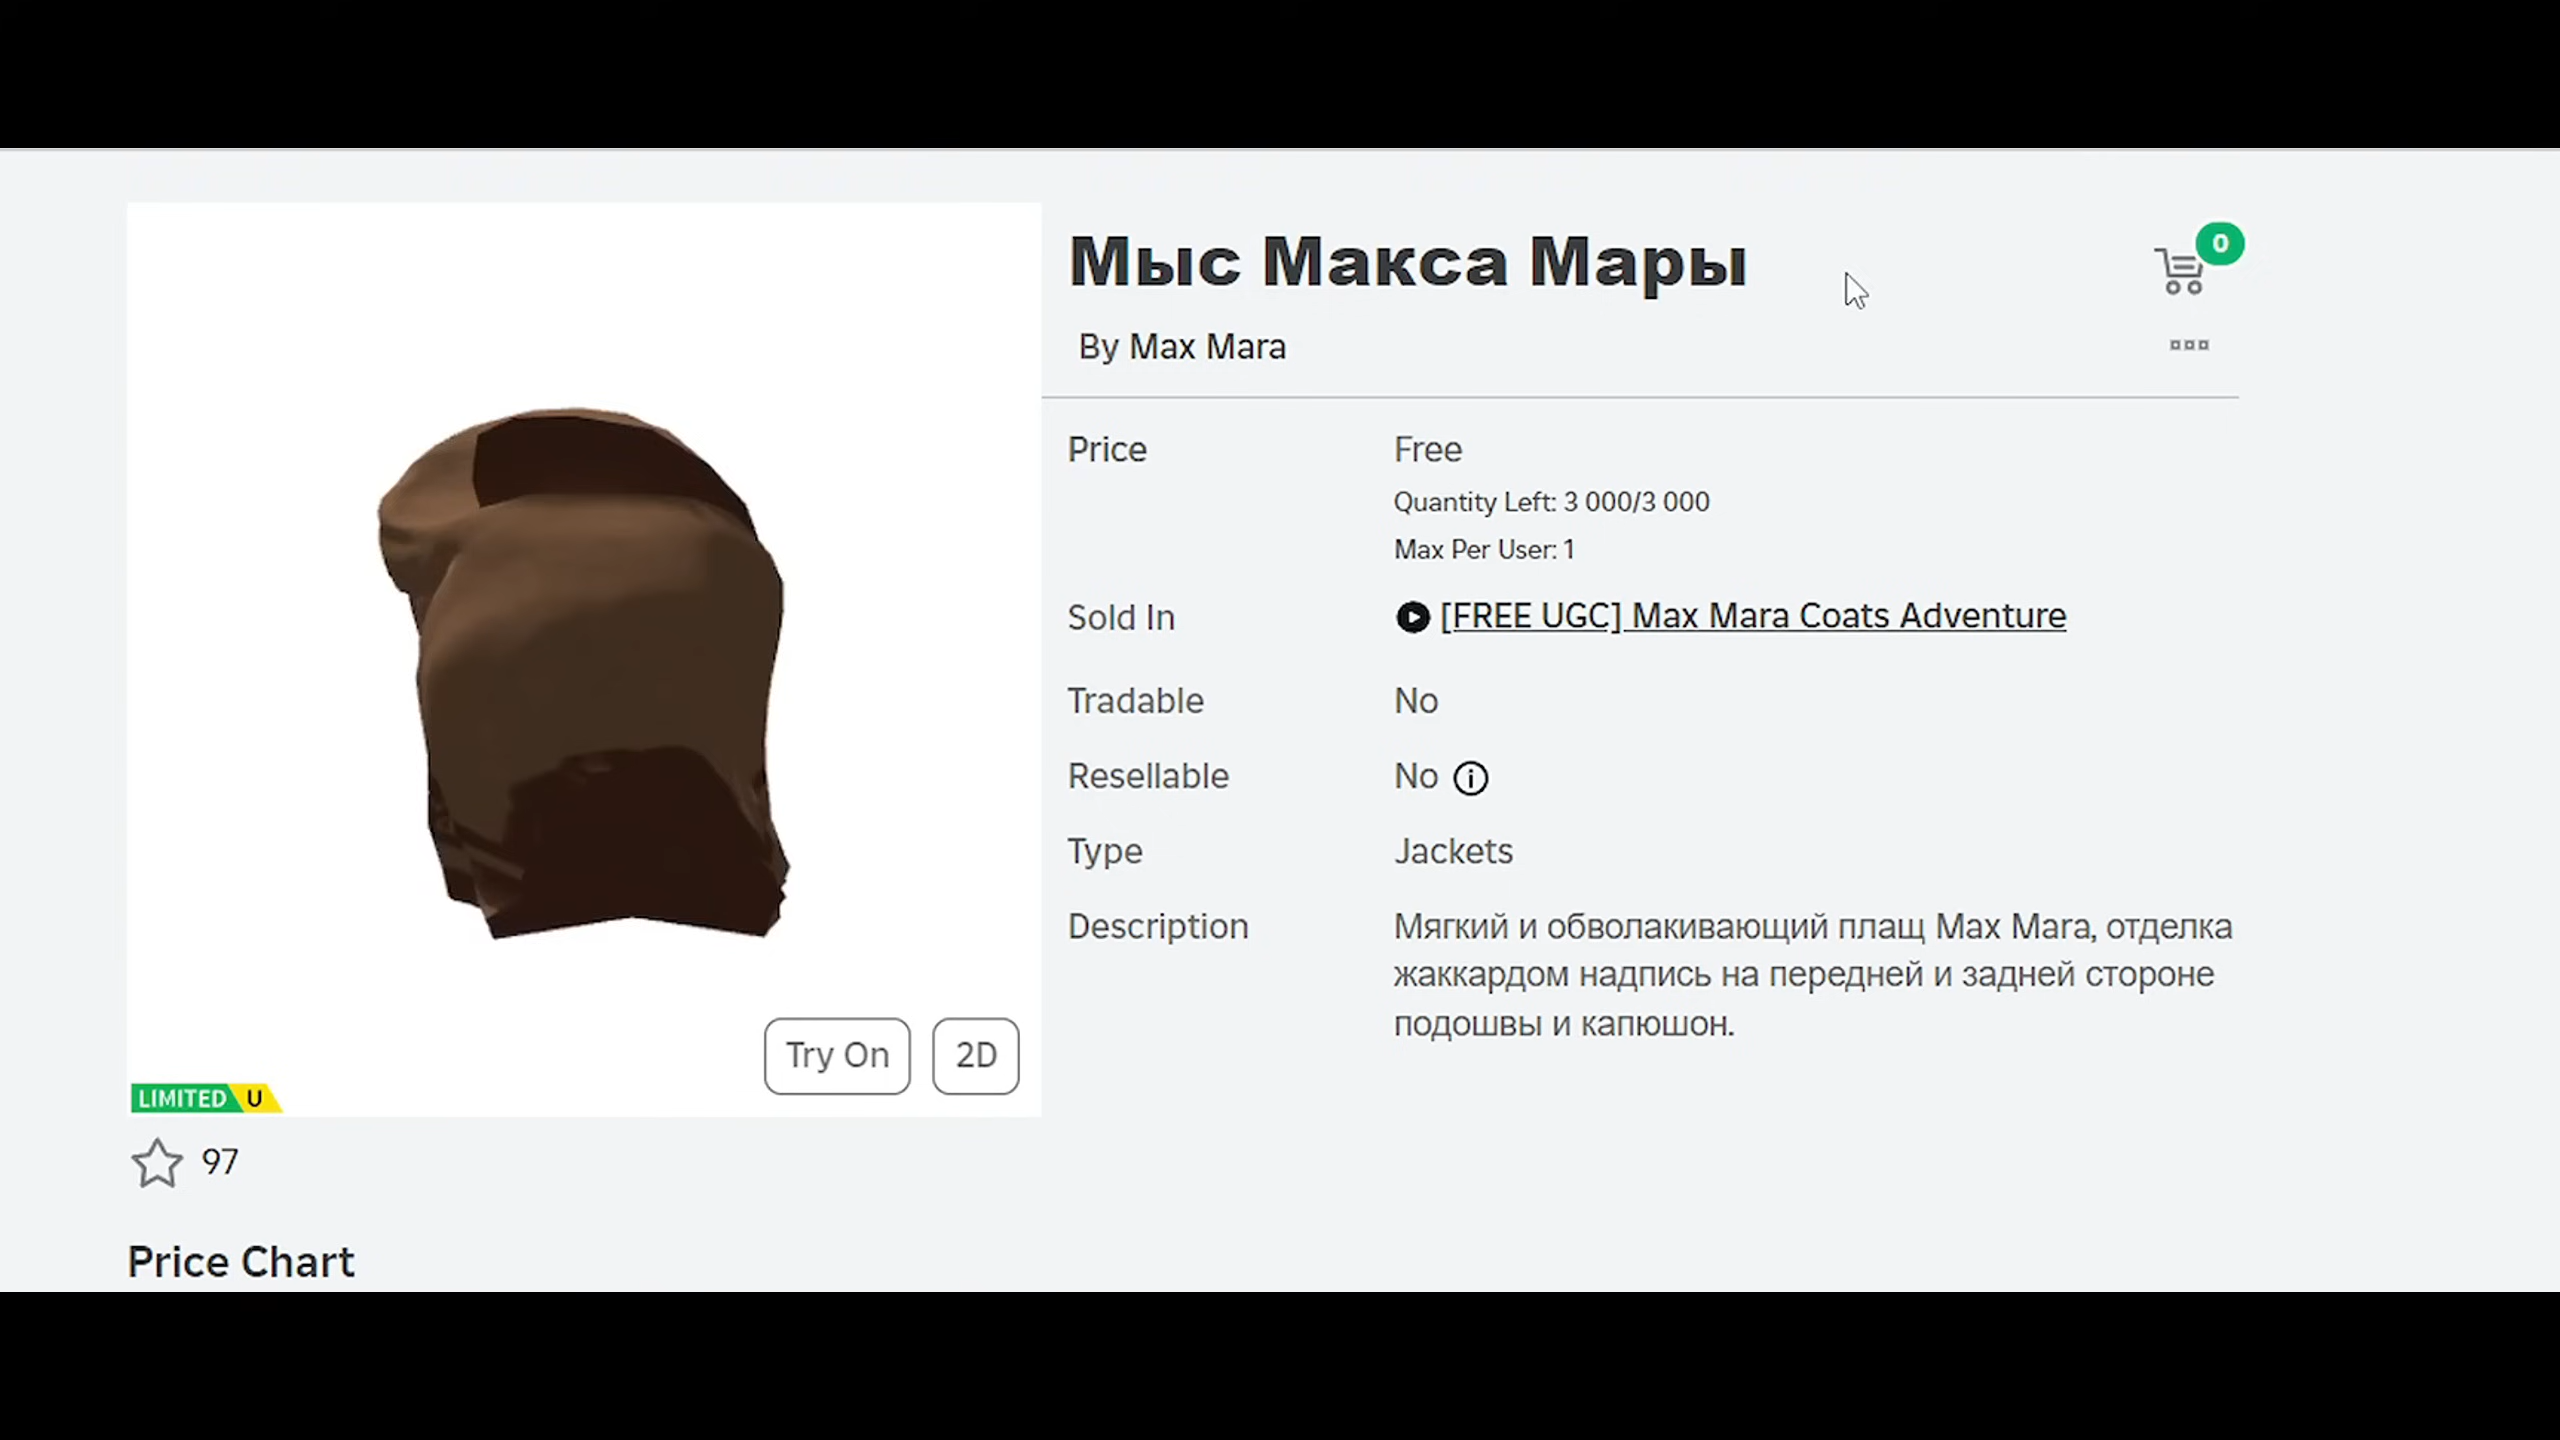 Мыс Макса Мары
0
By Max Mara
Price
Free
Quantity Left: 3 000/3 000
Max Per User: 1
Sold In
[FREE UGC] Max Mara Coats Adventure
Tradable
No
Resellable
No
Type
Jackets
Description
Мягкий и обволакивающий плащ Max Mara, отделка
жаккардом надпись на передней и задней стороне
подошвы и капюшон.
Try On
2D
LIMITED U
97
Price Chart